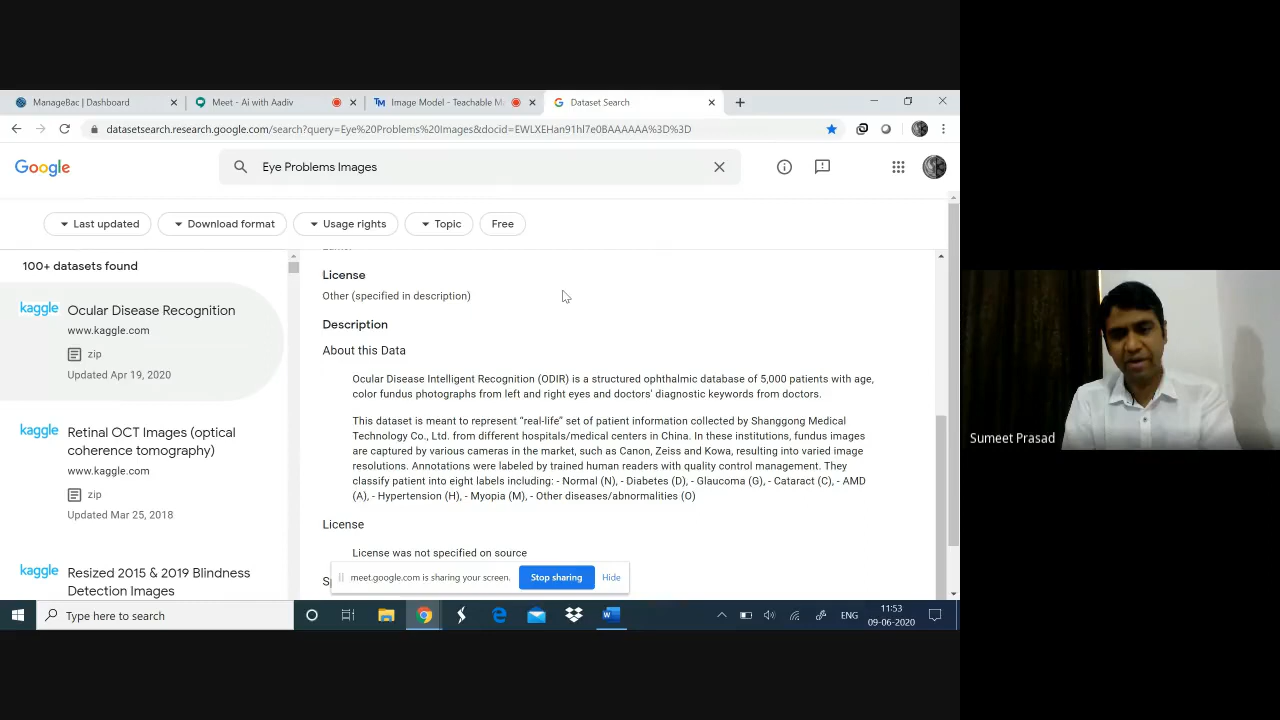 ManageBac | Dashboard
Meet - Ai with Aadiv
Image Model - Teachable M
Dataset Search
datasetsearch.research.google.com/search?query=Eye%20Problems%20Images&docid=EWLXEHan91hl7e0BAAAAAA%3D%3D
Google
Eye Problems Images
Last updated
Download format
Usage rights
Topic
Free
100+ datasets found
kaggle
Ocular Disease Recognition
www.kaggle.com
zip
Updated Apr 19, 2020
kaggle
Retinal OCT Images (optical
coherence tomography)
www.kaggle.com
zip
Updated Mar 25, 2018
kaggle
Resized 2015 & 2019 Blindness
Detection Images
License
Other (specified in description)
Description
About this Data
Ocular Disease Intelligent Recognition (ODIR) is a structured ophthalmic database of 5,000 patients with age,
color fundus photographs from left and right eyes and doctors' diagnostic keywords from doctors.
This dataset is meant to represent “real-life” set of patient information collected by Shanggong Medical
Technology Co., Ltd. from different hospitals/medical centers in China. In these institutions, fundus images
are captured by various cameras in the market, such as Canon, Zeiss and Kowa, resulting into varied image
resolutions. Annotations were labeled by trained human readers with quality control management. They
classify patient into eight labels including: - Normal (N), - Diabetes (D), - Glaucoma (G), - Cataract (C), - AMD
(A), - Hypertension (H), - Myopia (M), - Other diseases/abnormalities (O)
License
License was not specified on source
meet.google.com is sharing your screen.
Stop sharing
Hide
Type here to search
ENG
11:53
09-06-2020
Sumeet Prasad